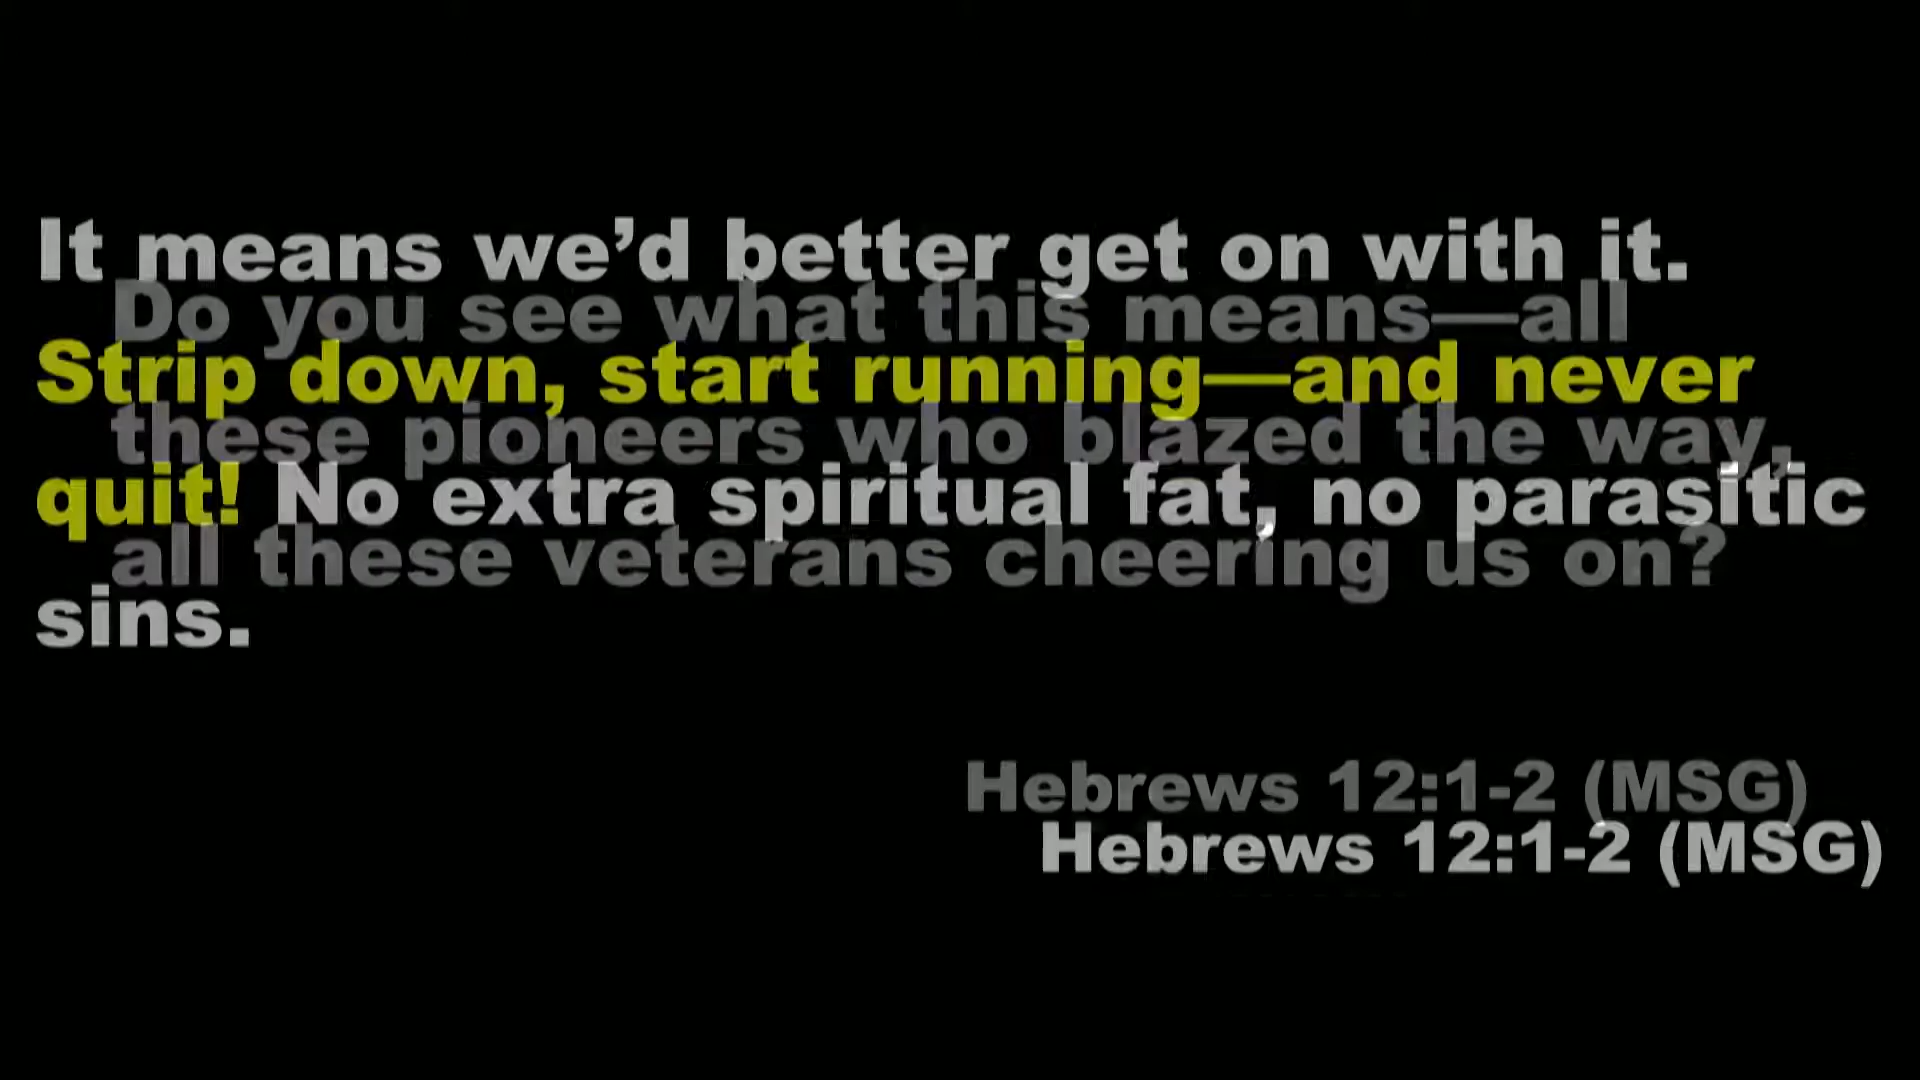 It means we’d better get on with it.
Do you see what this means—all
Strip down, start running—and never
these pioneers who blazed the way,
quit! No extra spiritual fat, no parasitic
all these veterans cheering us on?
sins.
Hebrews 12:1-2 (MSG)
Hebrews 12:1-2 (MSG)